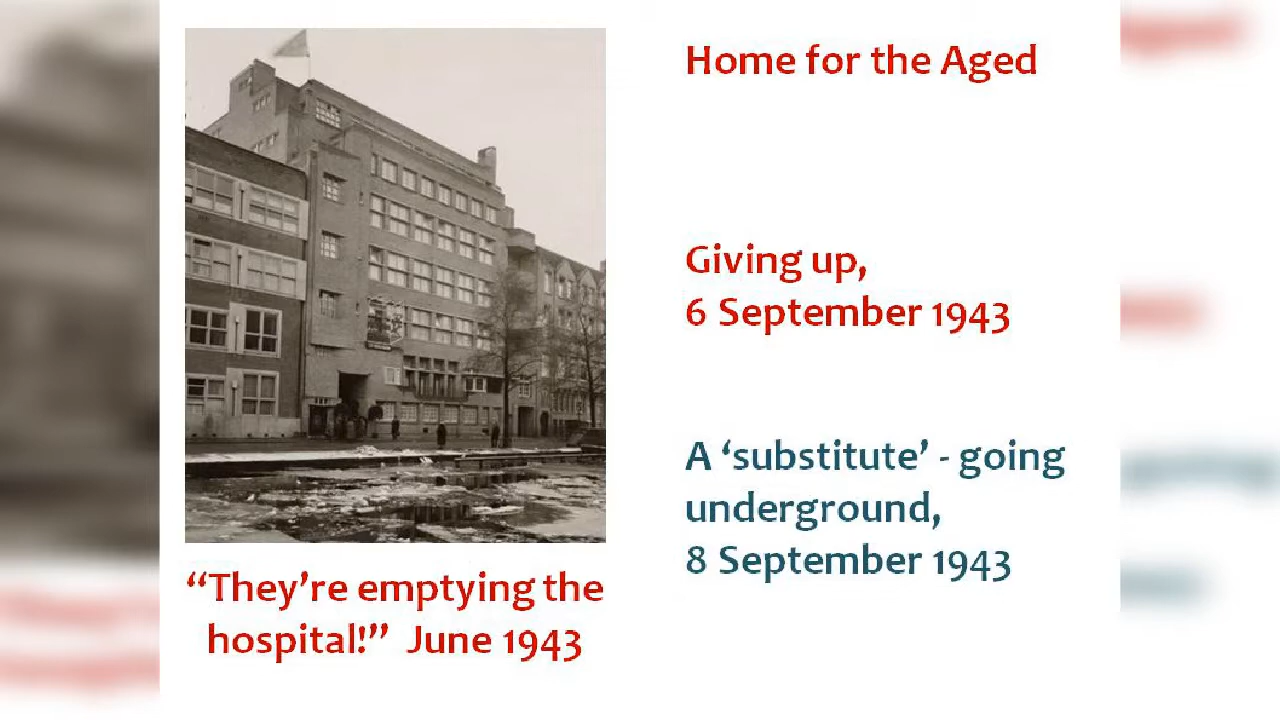 Home for the Aged
Giving up,
6 September 1943
A ‘substitute’ - going
underground,
8 September 1943
“They’re emptying the
hospital!” June 1943